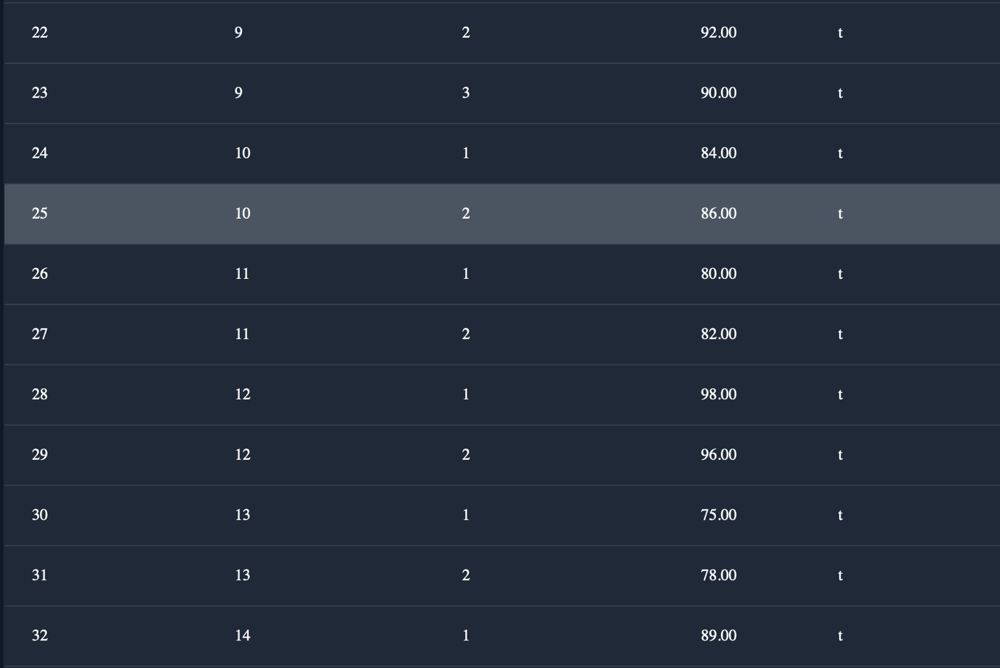 22 9 2 92.00 t
23 9 3 90.00 t
24 10 1 84.00 t
25 10 2 86.00 t
26 11 1 80.00 t
27 11 2 82.00 t
28 12 1 98.00 t
29 12 2 96.00 t
30 13 1 75.00 t
31 13 2 78.00 t
32 14 1 89.00 t